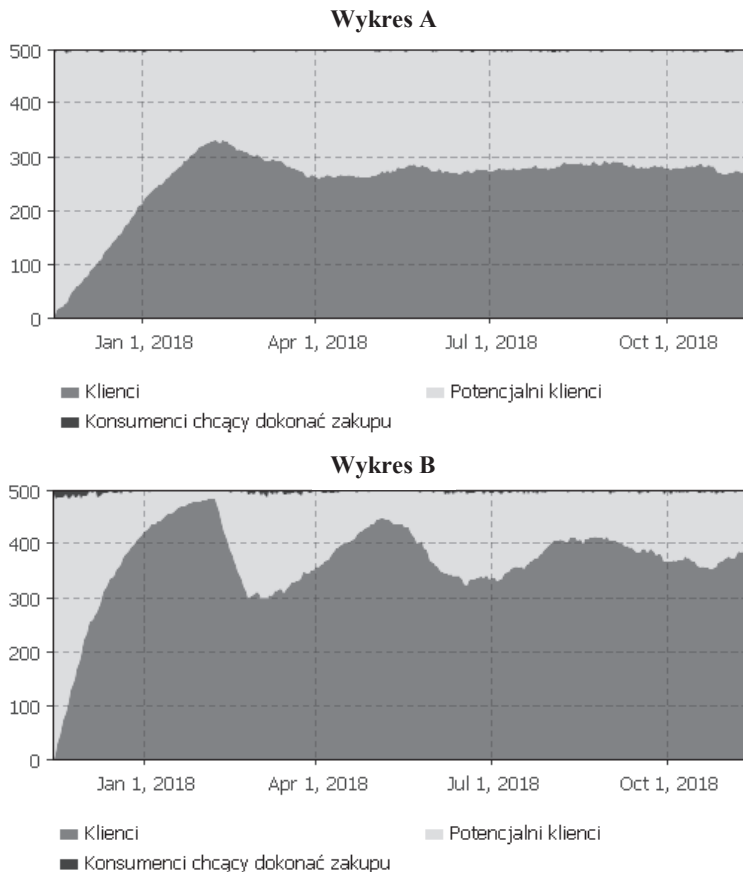 Wykres A
500
400
300
200
100
0
Jan 1, 2018 Apr 1, 2018 Jul 1, 2018 Oct 1, 2018
Klienci Potencjalni klienci
Konsumenci chcący dokonać zakupu
Wykres B
500
400
300
200
100
0
Jan 1, 2018 Apr 1, 2018 Jul 1, 2018 Oct 1, 2018
Klienci Potencjalni klienci
Konsumenci chcący dokonać zakupu